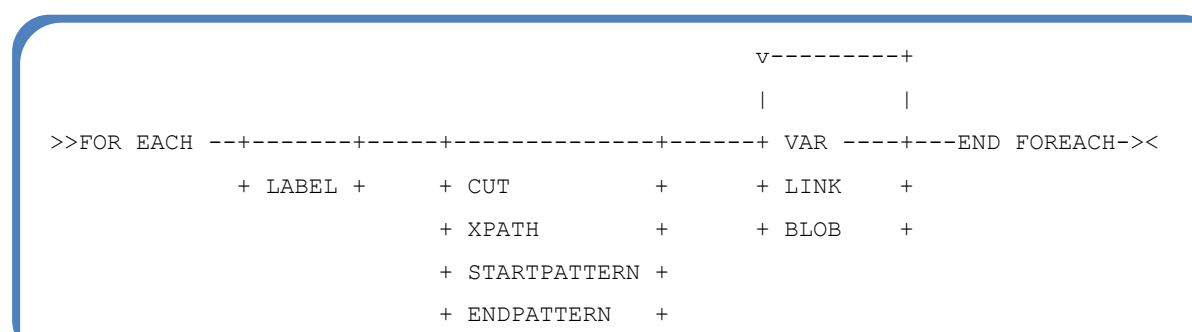 v---------+
                                                            |         |
>>FOR EACH --+-------+-----+--------------+------+ VAR ----+---END FOREACH-><
             + LABEL +     + CUT          +      + LINK    +
                           + XPATH        +      + BLOB    +
                           + STARTPATTERN +
                           + ENDPATTERN   +